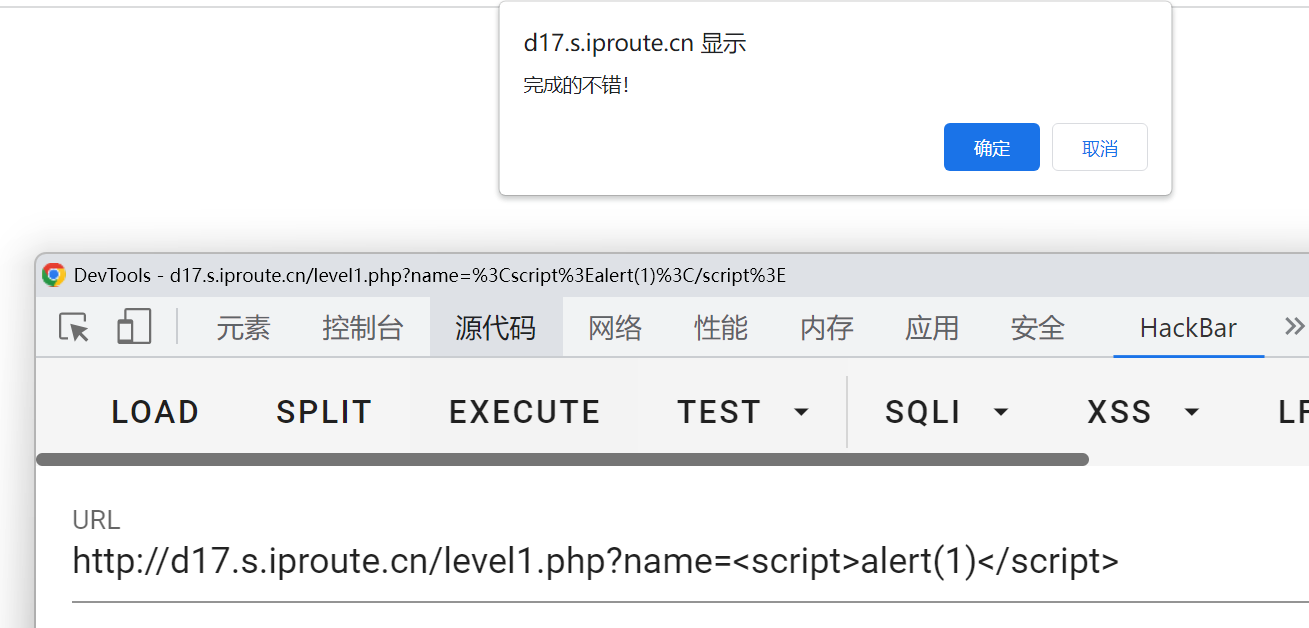 d17.s.iproute.cn 显示
完成的不错!
确定 取消
DevTools - d17.s.iproute.cn/level1.php?name=%3Cscript%3Ealert(1)%3C/script%3E
元素 控制台 源代码 网络 性能 内存 应用 安全 HackBar »
LOAD SPLIT EXECUTE TEST SQLI XSS
URL
http://d17.s.iproute.cn/level1.php?name=<script>alert(1)</script>